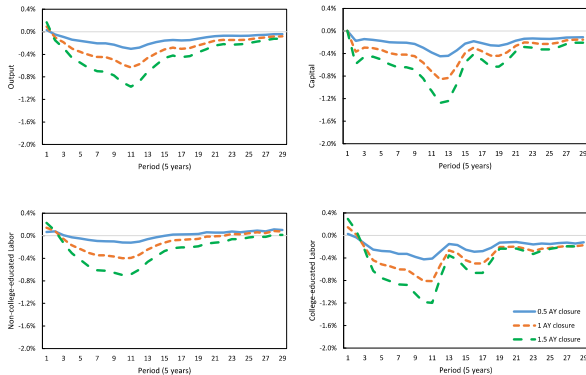 0.4%
0.0%
-0.4%
-0.8%
-1.2%
-1.6%
-2.0%
Output
1 3 5 7 9 11 13 15 17 19 21 23 25 27 29
Period (5 years)
0.4%
0.0%
-0.4%
-0.8%
-1.2%
-1.6%
-2.0%
Capital
1 3 5 7 9 11 13 15 17 19 21 23 25 27 29
Period (5 years)
0.4%
0.0%
-0.4%
-0.8%
-1.2%
-1.6%
-2.0%
Non-college-educated Labor
1 3 5 7 9 11 13 15 17 19 21 23 25 27 29
Period (5 years)
0.4%
0.0%
-0.4%
-0.8%
-1.2%
-1.6%
-2.0%
College-educated Labor
0.5 AY closure
1 AY closure
1.5 AY closure
1 3 5 7 9 11 13 15 17 19 21 23 25 27 29
Period (5 years)